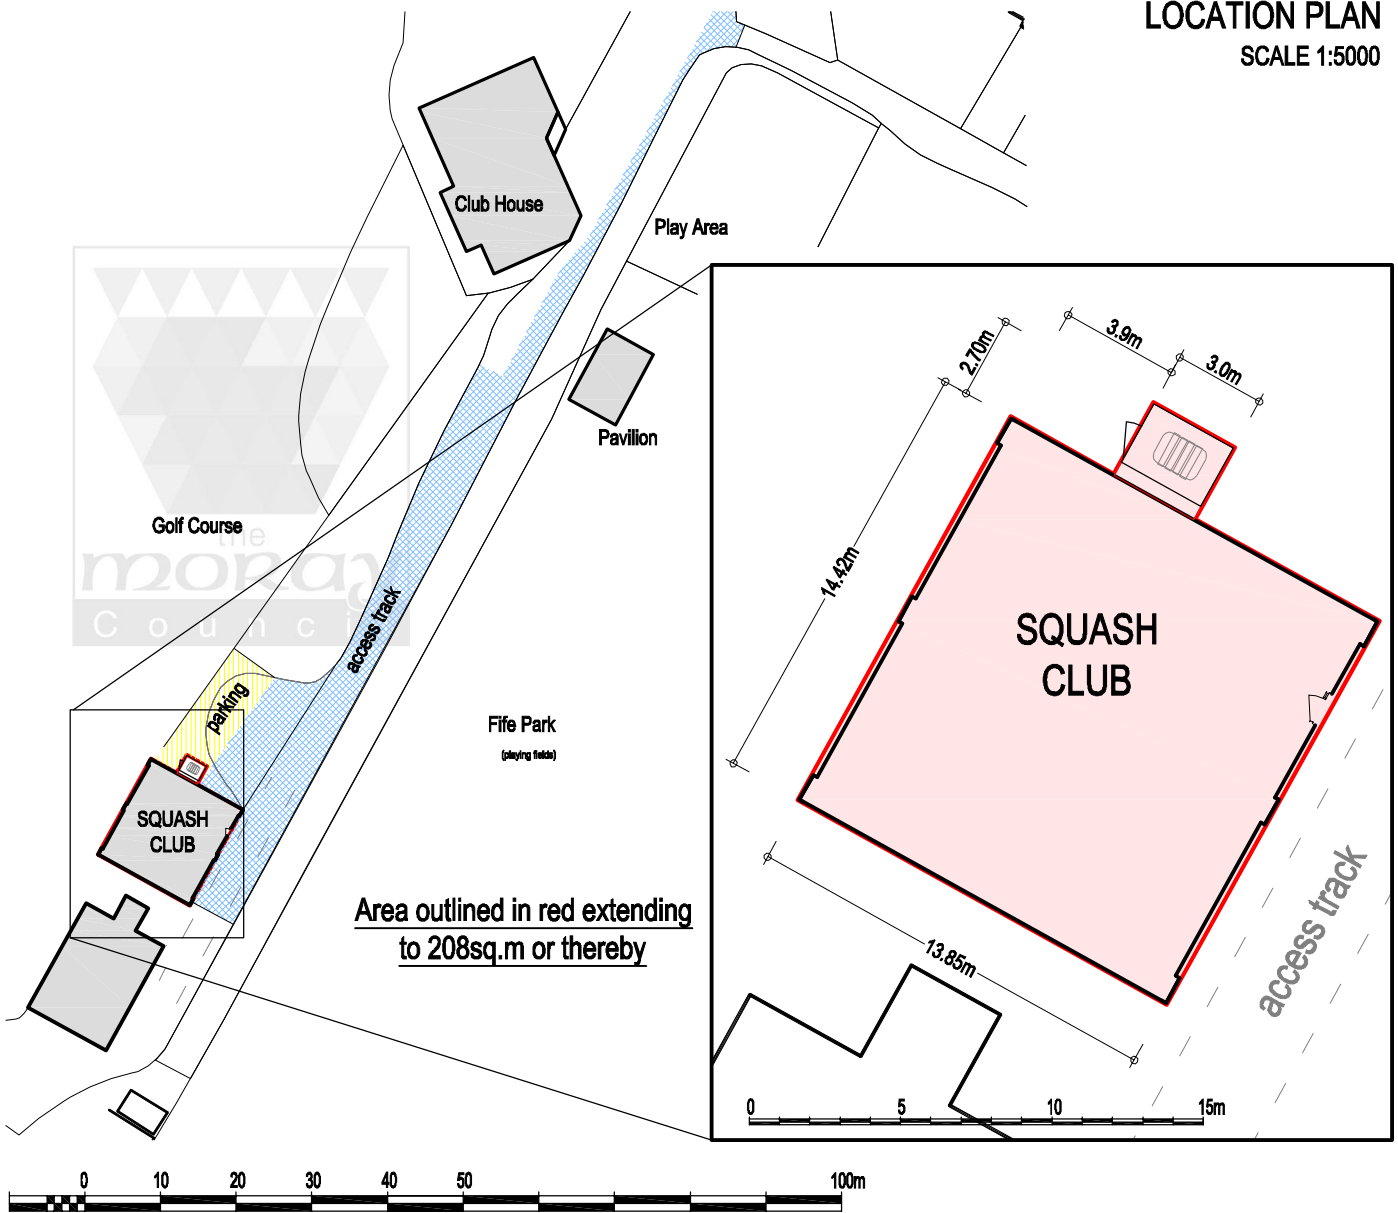 LOCATION PLAN
SCALE 1:5000
Club House
Play Area
Pavilion
Golf Course
the
moray
Council
access track
parking
Fife Park
(playing fields)
SQUASH
CLUB
Area outlined in red extending
to 208sq.m or thereby
2.70m
3.9m
3.0m
14.42m
SQUASH
CLUB
13.85m
access track
0 5 10 15m
0 10 20 30 40 50 100m